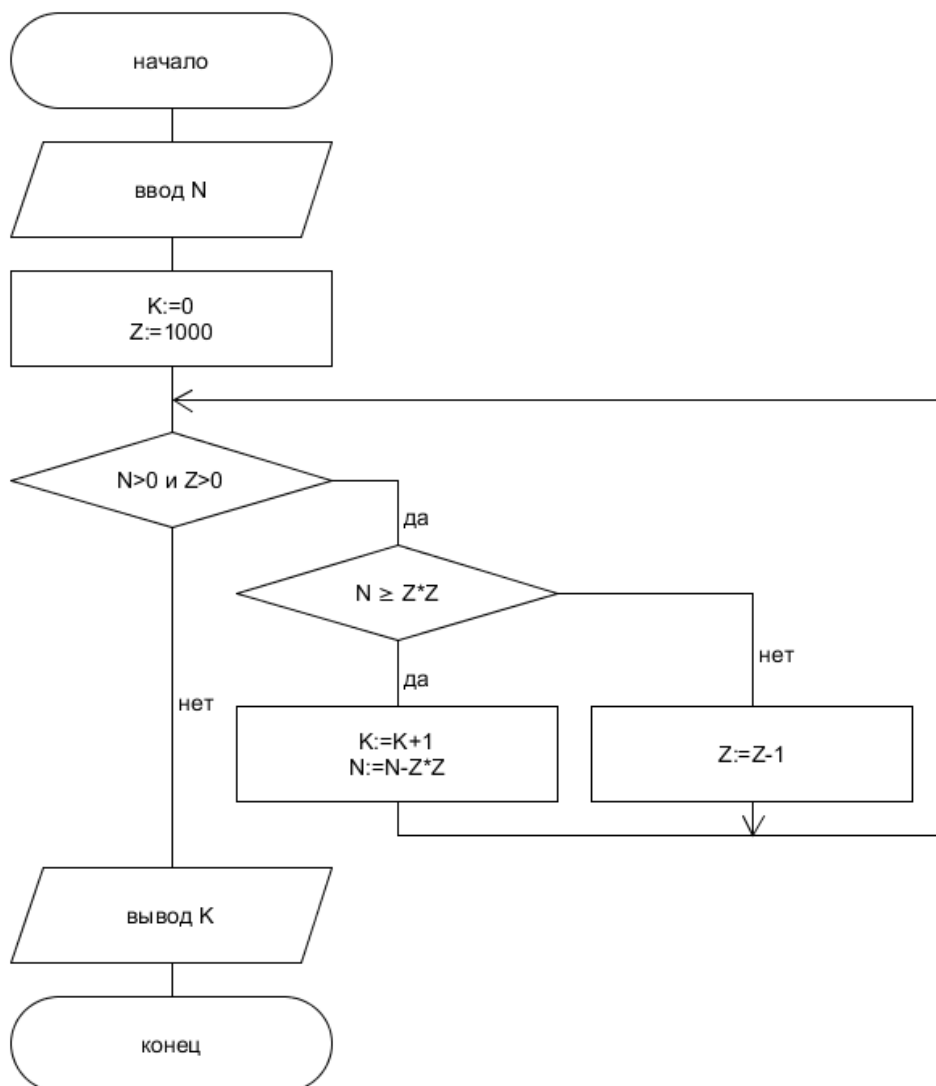 начало
ввод N
K:=0
Z:=1000
N>0 и Z>0
да
N ≥ Z*Z
нет
да
нет
K:=K+1
N:=N-Z*Z
Z:=Z-1
вывод K
конец